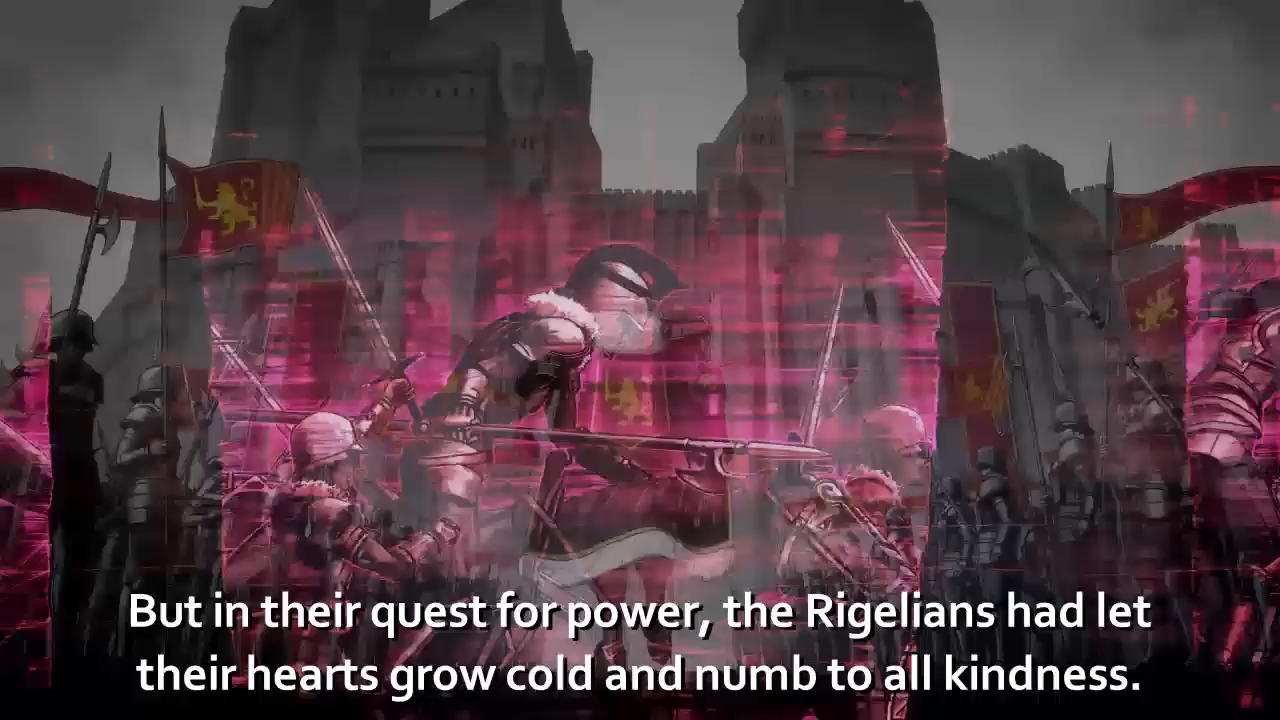 But in their quest for power, the Rigelians had let
their hearts grow cold and numb to all kindness.